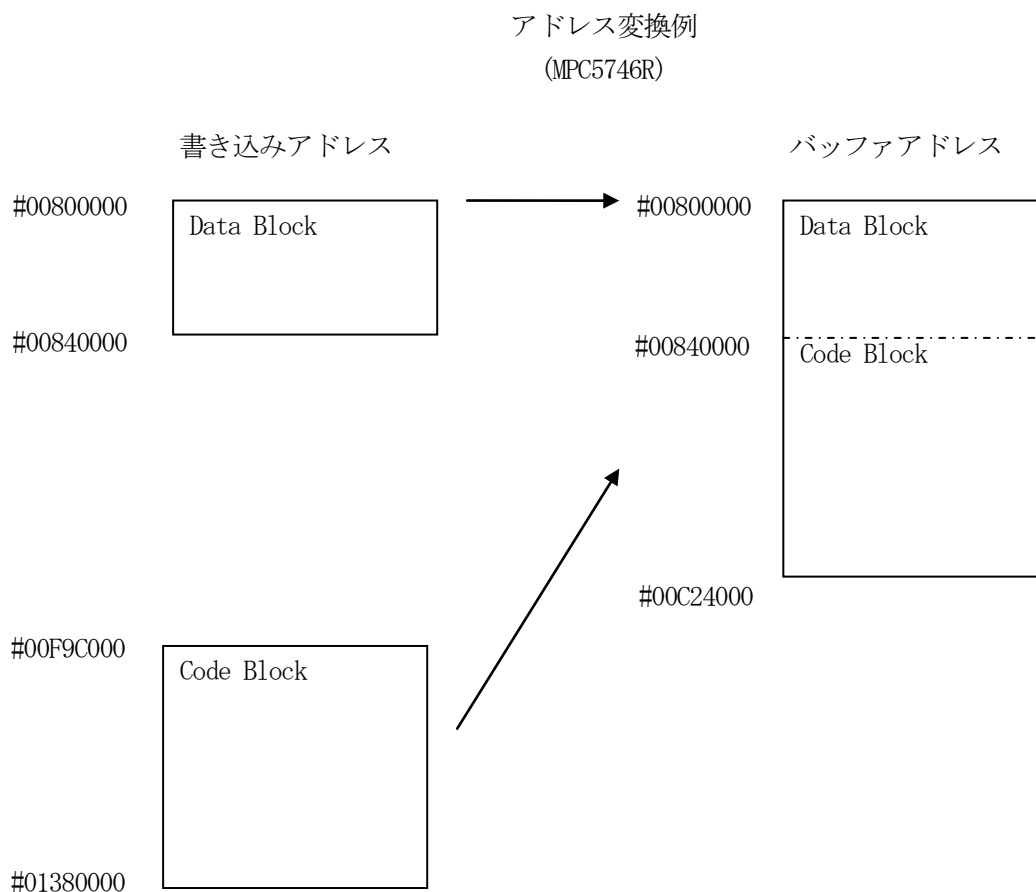 アドレス変換例
(MPC5746R)
書き込みアドレス
バッファアドレス
#00800000
Data Block
#00840000
#00F9C000
Code Block
#01380000
#00800000
Data Block
#00840000
Code Block
#00C24000